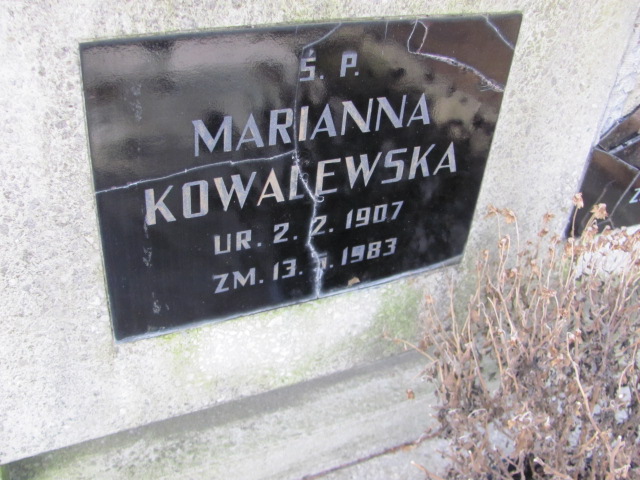 Ś. P.
MARIANNA
KOWALEWSKA
UR. 2. 2. 1907
ZM. 13. 1983